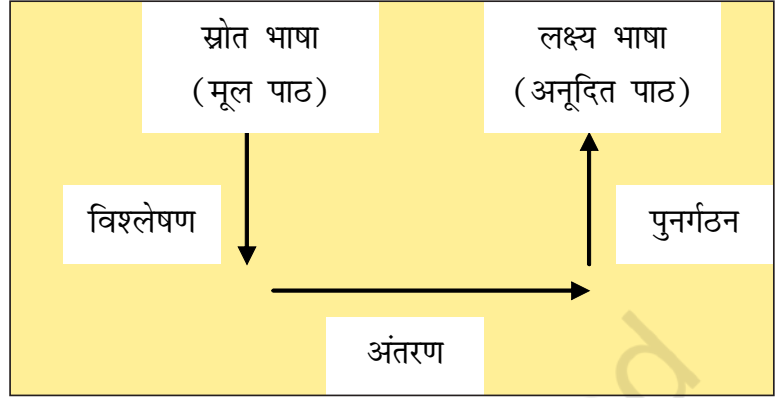 स्रोत भाषा
(मूल पाठ)
लक्ष्य भाषा
(अनूदित पाठ)
विश्लेषण
पुनर्गठन
अंतरण
d